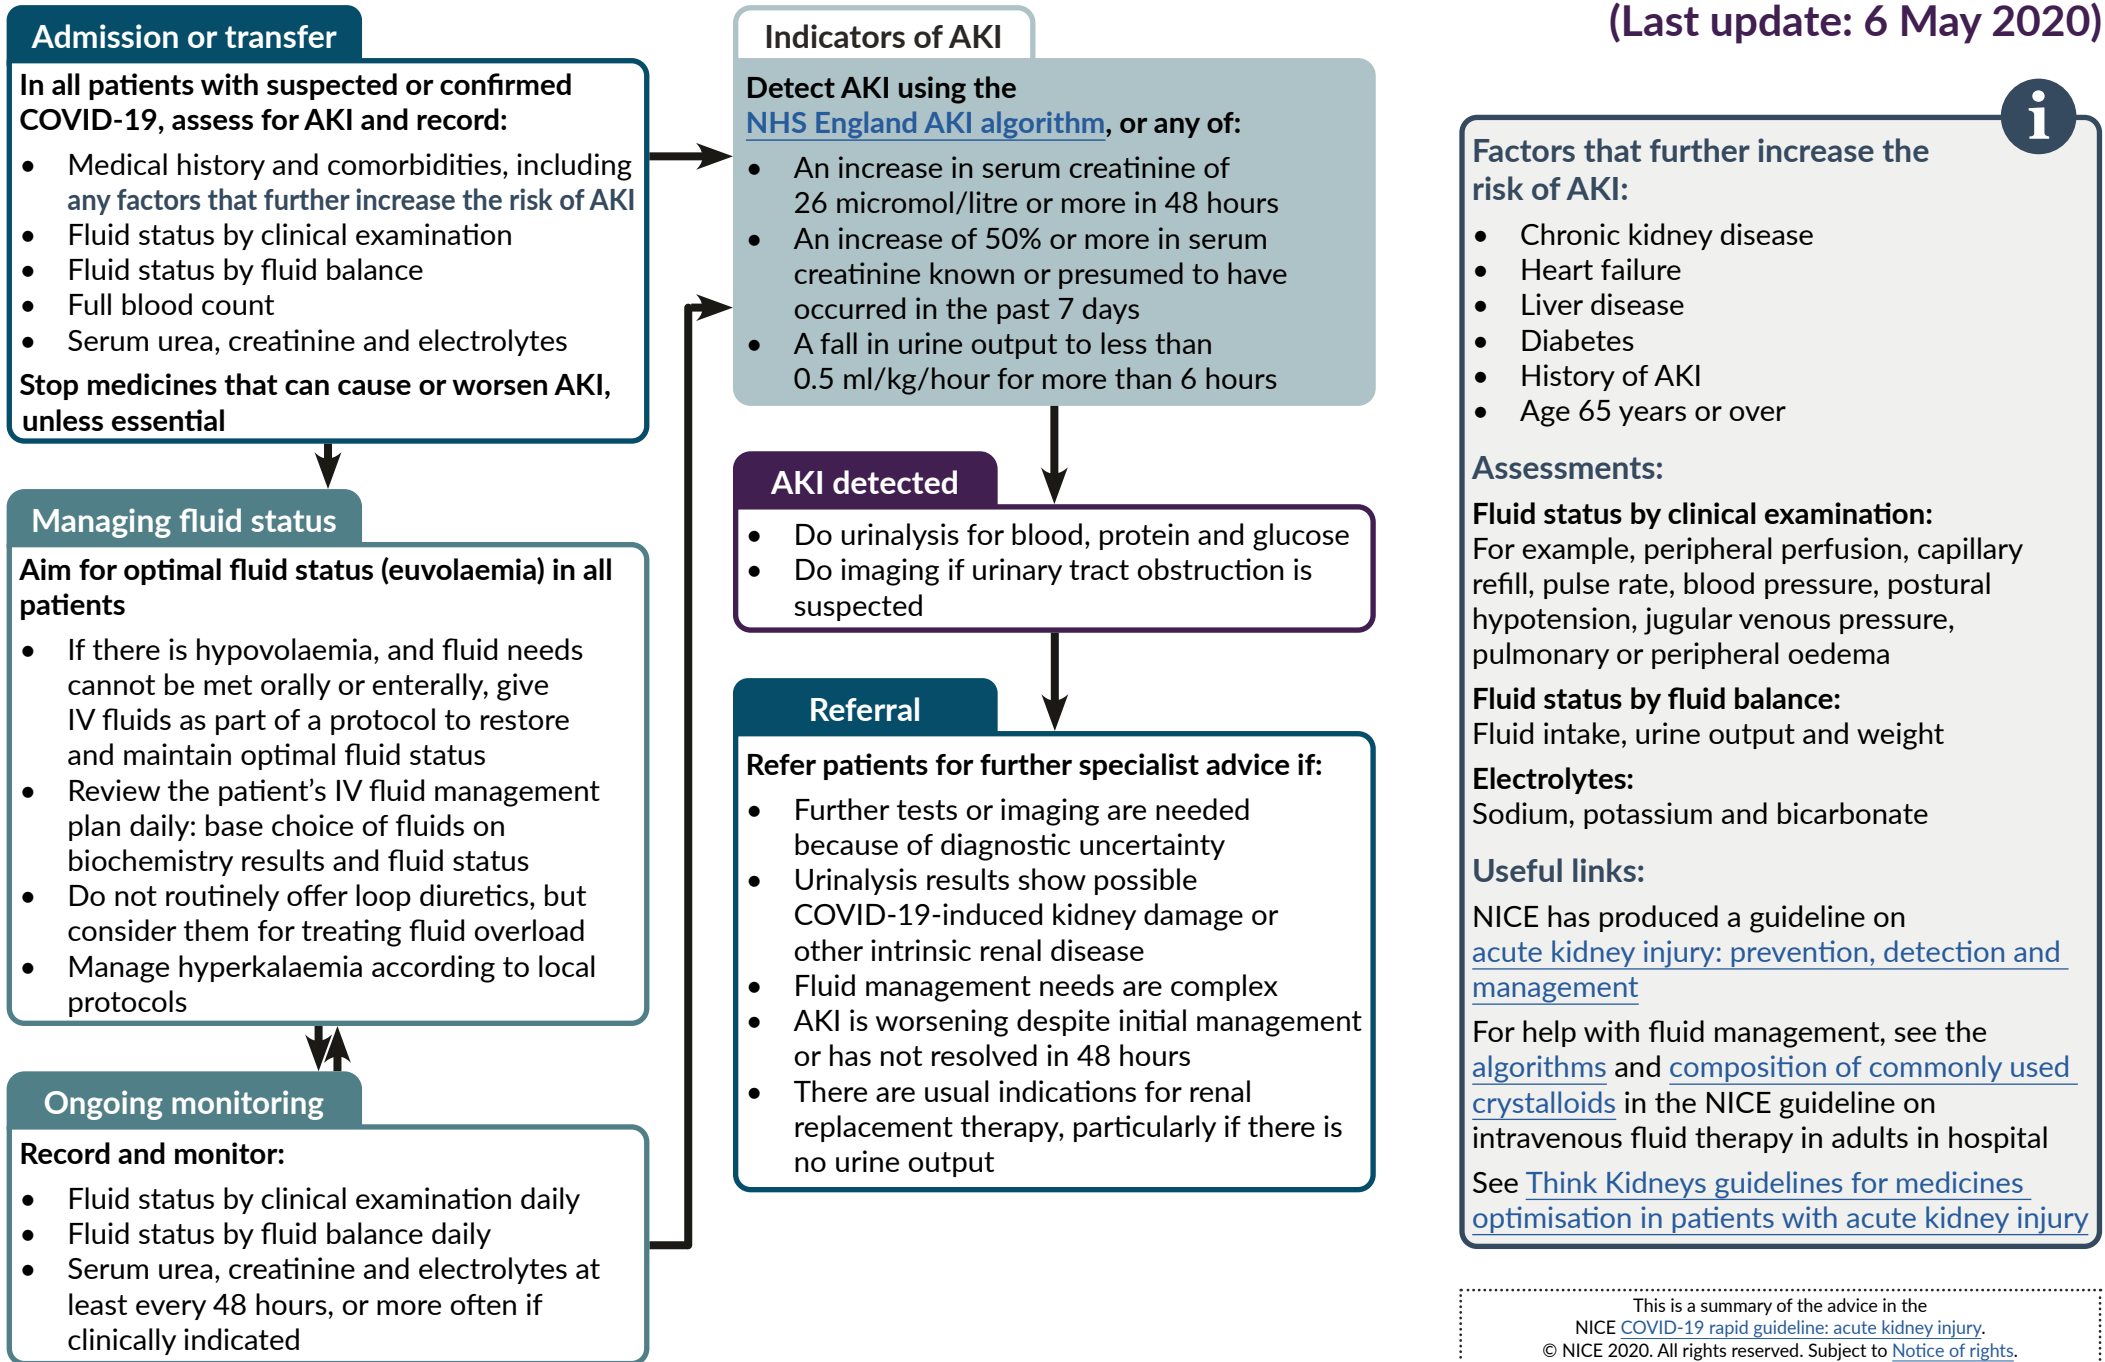 Admission or transfer
In all patients with suspected or confirmed
COVID-19, assess for AKI and record:
• Medical history and comorbidities, including
any factors that further increase the risk of AKI
• Fluid status by clinical examination
• Fluid status by fluid balance
• Full blood count
• Serum urea, creatinine and electrolytes
Stop medicines that can cause or worsen AKI,
unless essential
Managing fluid status
Aim for optimal fluid status (euvolaemia) in all
patients
• If there is hypovolaemia, and fluid needs
cannot be met orally or enterally, give
IV fluids as part of a protocol to restore
and maintain optimal fluid status
• Review the patient’s IV fluid management
plan daily: base choice of fluids on
biochemistry results and fluid status
• Do not routinely offer loop diuretics, but
consider them for treating fluid overload
• Manage hyperkalaemia according to local
protocols
Ongoing monitoring
Record and monitor:
• Fluid status by clinical examination daily
• Fluid status by fluid balance daily
• Serum urea, creatinine and electrolytes at
least every 48 hours, or more often if
clinically indicated
Indicators of AKI
Detect AKI using the
NHS England AKI algorithm, or any of:
• An increase in serum creatinine of
26 micromol/litre or more in 48 hours
• An increase of 50% or more in serum
creatinine known or presumed to have
occurred in the past 7 days
• A fall in urine output to less than
0.5 ml/kg/hour for more than 6 hours
AKI detected
• Do urinalysis for blood, protein and glucose
• Do imaging if urinary tract obstruction is
suspected
Referral
Refer patients for further specialist advice if:
• Further tests or imaging are needed
because of diagnostic uncertainty
• Urinalysis results show possible
COVID-19-induced kidney damage or
other intrinsic renal disease
• Fluid management needs are complex
• AKI is worsening despite initial management
or has not resolved in 48 hours
• There are usual indications for renal
replacement therapy, particularly if there is
no urine output
(Last update: 6 May 2020)
i
Factors that further increase the
risk of AKI:
• Chronic kidney disease
• Heart failure
• Liver disease
• Diabetes
• History of AKI
• Age 65 years or over
Assessments:
Fluid status by clinical examination:
For example, peripheral perfusion, capillary
refill, pulse rate, blood pressure, postural
hypotension, jugular venous pressure,
pulmonary or peripheral oedema
Fluid status by fluid balance:
Fluid intake, urine output and weight
Electrolytes:
Sodium, potassium and bicarbonate
Useful links:
NICE has produced a guideline on
acute kidney injury: prevention, detection and
management
For help with fluid management, see the
algorithms and composition of commonly used
crystalloids in the NICE guideline on
intravenous fluid therapy in adults in hospital
See Think Kidneys guidelines for medicines
optimisation in patients with acute kidney injury
This is a summary of the advice in the
NICE COVID-19 rapid guideline: acute kidney injury.
© NICE 2020. All rights reserved. Subject to Notice of rights.